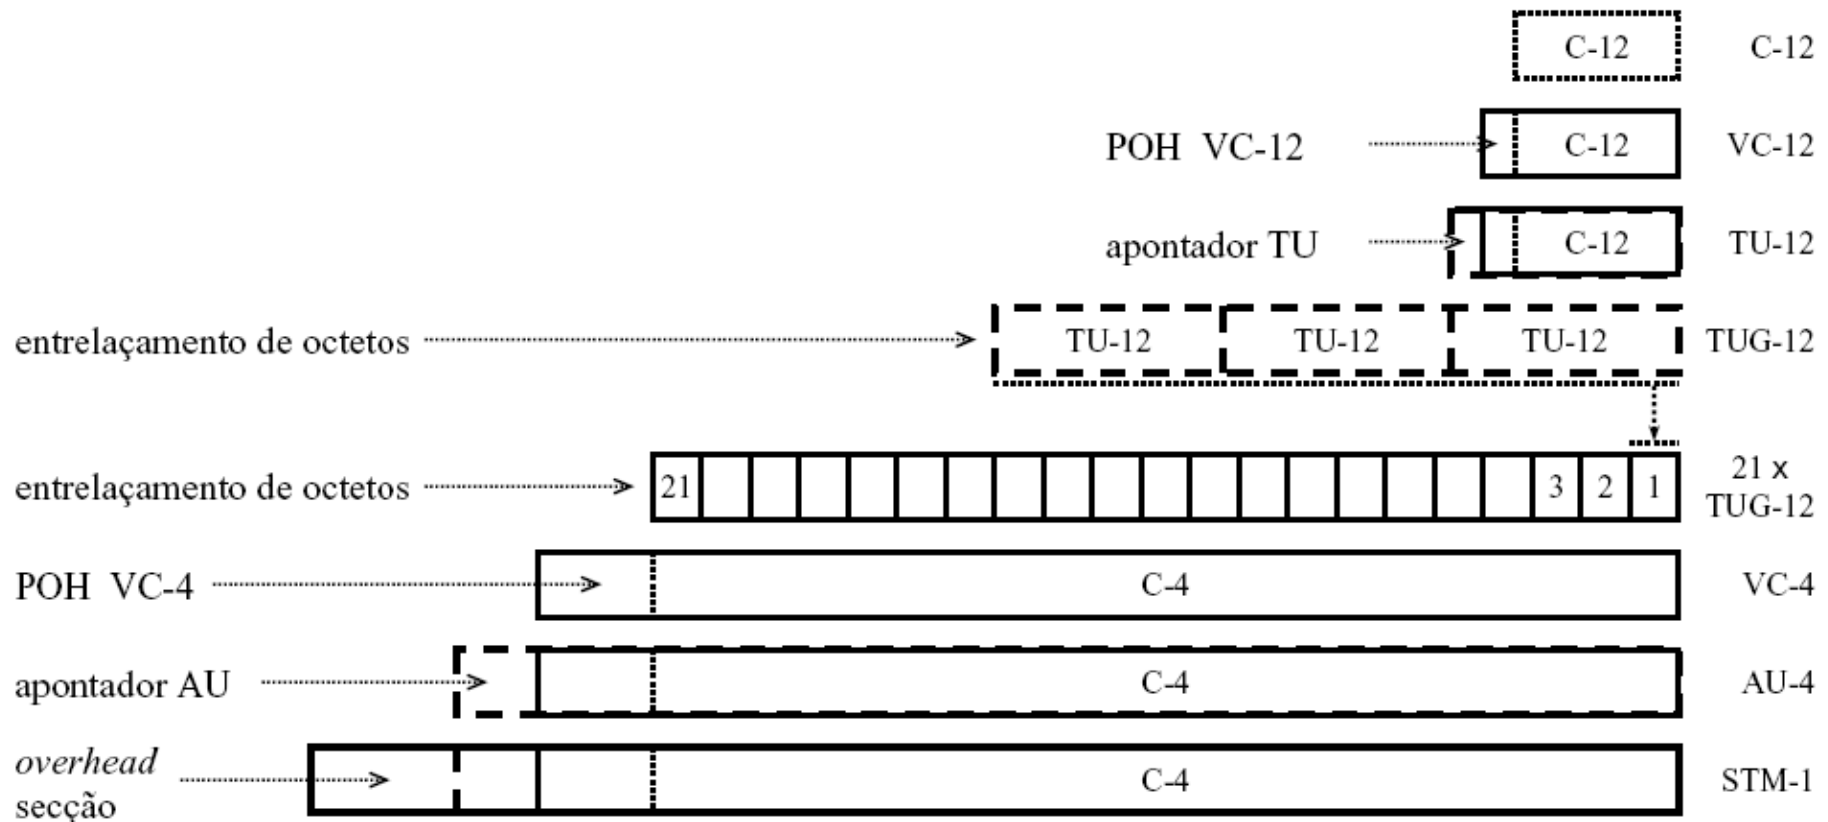 C-12 C-12
POH VC-12 C-12 VC-12
apontador TU C-12 TU-12
entrelaçamento de octetos TU-12 TU-12 TU-12 TUG-12
entrelaçamento de octetos 21 3 2 1 21 x
TUG-12
POH VC-4 C-4 VC-4
apontador AU C-4 AU-4
overhead
secção C-4 STM-1